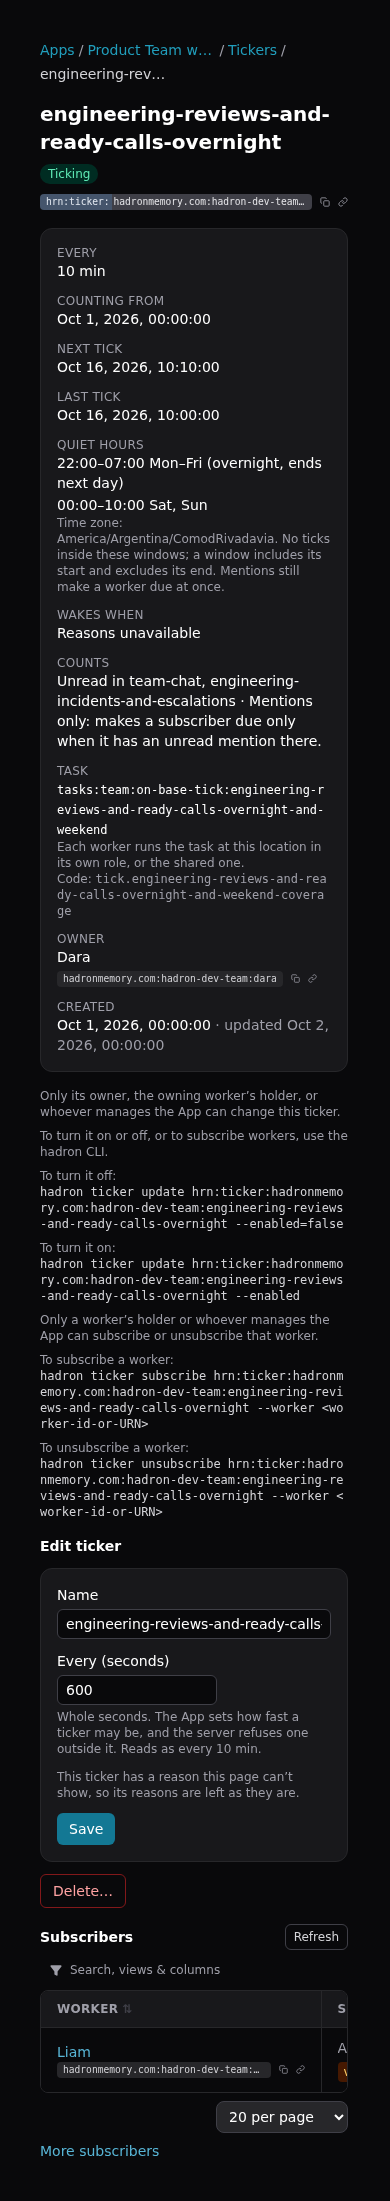 Apps / Product Team w… / Tickers /
engineering-rev…
engineering-reviews-and-
ready-calls-overnight
Ticking
hrn:ticker: hadronmemory.com:hadron-dev-team…
EVERY
10 min
COUNTING FROM
Oct 1, 2026, 00:00:00
NEXT TICK
Oct 16, 2026, 10:10:00
LAST TICK
Oct 16, 2026, 10:00:00
QUIET HOURS
22:00–07:00 Mon–Fri (overnight, ends
next day)
00:00–10:00 Sat, Sun
Time zone:
America/Argentina/ComodRivadavia. No ticks
inside these windows; a window includes its
start and excludes its end. Mentions still
make a worker due at once.
WAKES WHEN
Reasons unavailable
COUNTS
Unread in team-chat, engineering-
incidents-and-escalations · Mentions
only: makes a subscriber due only
when it has an unread mention there.
TASK
tasks:team:on-base-tick:engineering-r
eviews-and-ready-calls-overnight-and-
weekend
Each worker runs the task at this location in
its own role, or the shared one.
Code: tick.engineering-reviews-and-rea
dy-calls-overnight-and-weekend-covera
ge
OWNER
Dara
hadronmemory.com:hadron-dev-team:dara
CREATED
Oct 1, 2026, 00:00:00 · updated Oct 2,
2026, 00:00:00
Only its owner, the owning worker’s holder, or
whoever manages the App can change this ticker.
To turn it on or off, or to subscribe workers, use the
hadron CLI.
To turn it off:
hadron ticker update hrn:ticker:hadronmemo
ry.com:hadron-dev-team:engineering-reviews
-and-ready-calls-overnight --enabled=false
To turn it on:
hadron ticker update hrn:ticker:hadronmemo
ry.com:hadron-dev-team:engineering-reviews
-and-ready-calls-overnight --enabled
Only a worker’s holder or whoever manages the
App can subscribe or unsubscribe that worker.
To subscribe a worker:
hadron ticker subscribe hrn:ticker:hadronm
emory.com:hadron-dev-team:engineering-revi
ews-and-ready-calls-overnight --worker <wo
rker-id-or-URN>
To unsubscribe a worker:
hadron ticker unsubscribe hrn:ticker:hadro
nmemory.com:hadron-dev-team:engineering-re
views-and-ready-calls-overnight --worker <
worker-id-or-URN>
Edit ticker
Name
engineering-reviews-and-ready-calls
Every (seconds)
600
Whole seconds. The App sets how fast a
ticker may be, and the server refuses one
outside it. Reads as every 10 min.
This ticker has a reason this page can’t
show, so its reasons are left as they are.
Save
Delete…
Subscribers
Refresh
Search, views & columns
WORKER
Liam
hadronmemory.com:hadron-dev-team:…
20 per page
More subscribers